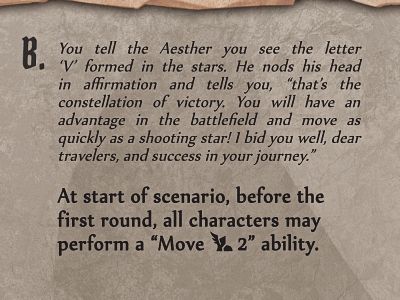 B. You tell the Aesther you see the letter
‘V’ formed in the stars. He nods his head
in affirmation and tells you, “that’s the
constellation of victory. You will have an
advantage in the battlefield and move as
quickly as a shooting star! I bid you well, dear
travelers, and success in your journey.”
At start of scenario, before the
first round, all characters may
perform a “Move 2” ability.